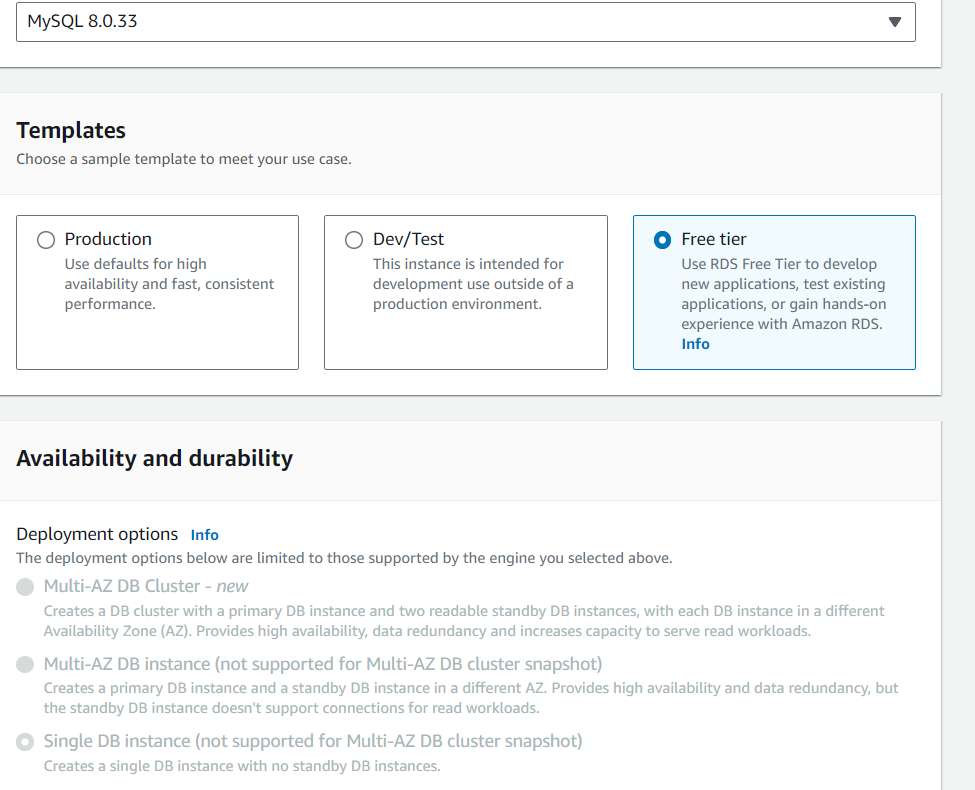 MySQL 8.0.33
Templates
Choose a sample template to meet your use case.
Production
Use defaults for high
availability and fast, consistent
performance.
Dev/Test
This instance is intended for
development use outside of a
production environment.
Free tier
Use RDS Free Tier to develop
new applications, test existing
applications, or gain hands-on
experience with Amazon RDS.
Info
Availability and durability
Deployment options Info
The deployment options below are limited to those supported by the engine you selected above.
Multi-AZ DB Cluster - new
Creates a DB cluster with a primary DB instance and two readable standby DB instances, with each DB instance in a different
Availability Zone (AZ). Provides high availability, data redundancy and increases capacity to serve read workloads.
Multi-AZ DB instance (not supported for Multi-AZ DB cluster snapshot)
Creates a primary DB instance and a standby DB instance in a different AZ. Provides high availability and data redundancy, but
the standby DB instance doesn't support connections for read workloads.
Single DB instance (not supported for Multi-AZ DB cluster snapshot)
Creates a single DB instance with no standby DB instances.